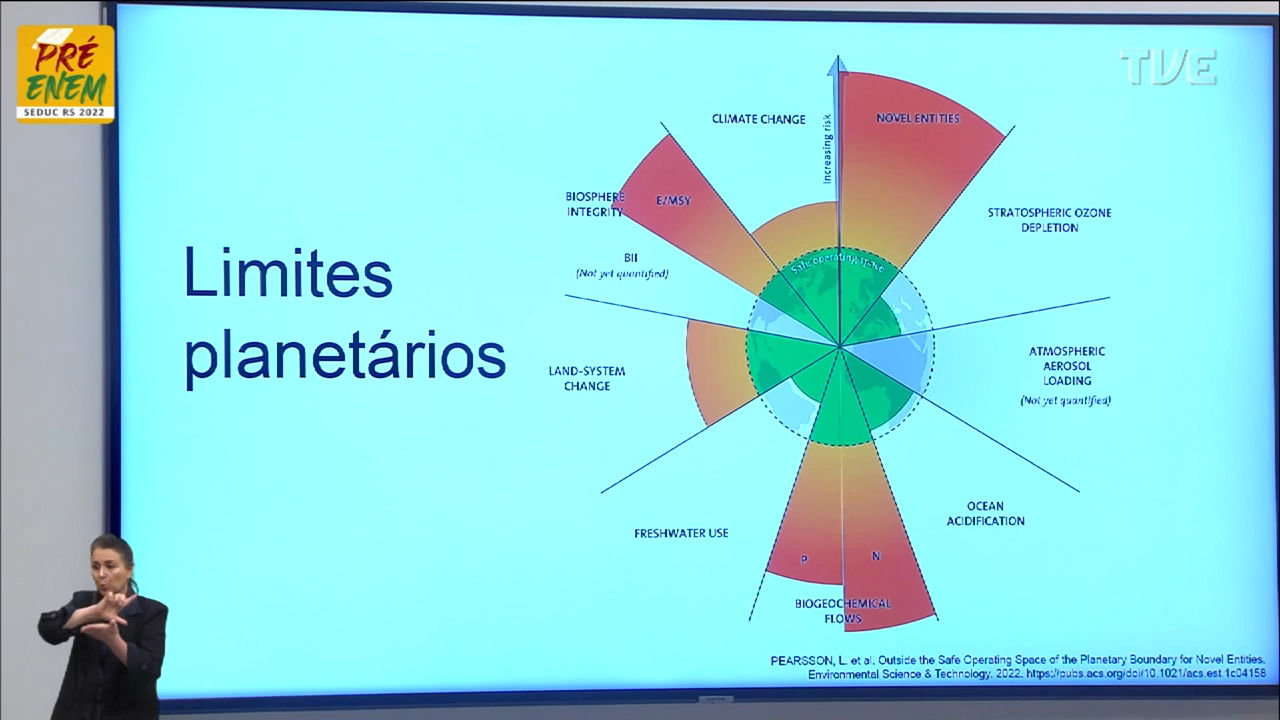 PRÉ
ENEM
SEDUC RS 2022
TVE
Limites
planetários
CLIMATE CHANGE
Increasing risk
NOVEL ENTITIES
BIOSPHERE
INTEGRITY
E/MSY
BII
(Not yet quantified)
STRATOSPHERIC OZONE
DEPLETION
Safe operating space
LAND-SYSTEM
CHANGE
ATMOSPHERIC
AEROSOL
LOADING
(Not yet quantified)
FRESHWATER USE
P
N
BIOGEOCHEMICAL
FLOWS
OCEAN
ACIDIFICATION
PEARSSON, L. et al. Outside the Safe Operating Space of the Planetary Boundary for Novel Entities.
Environmental Science & Technology. 2022. https://pubs.acs.org/doi/10.1021/acs.est.1c04158